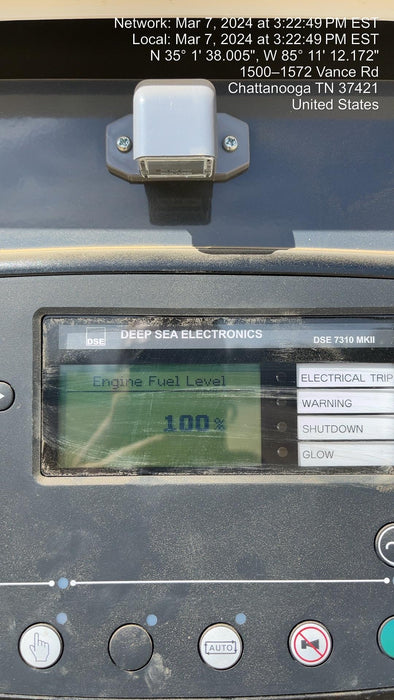 Network: Mar 7, 2024 at 3:22:49 PM EST
Local: Mar 7, 2024 at 3:22:49 PM EST
N 35° 1' 38.005", W 85° 11' 12.172"
1500–1572 Vance Rd
Chattanooga TN 37421
United States
DSE
DEEP SEA ELECTRONICS
DSE 7310 MKII
Engine Fuel Level
100%
ELECTRICAL TRIP
WARNING
SHUTDOWN
GLOW
AUTO